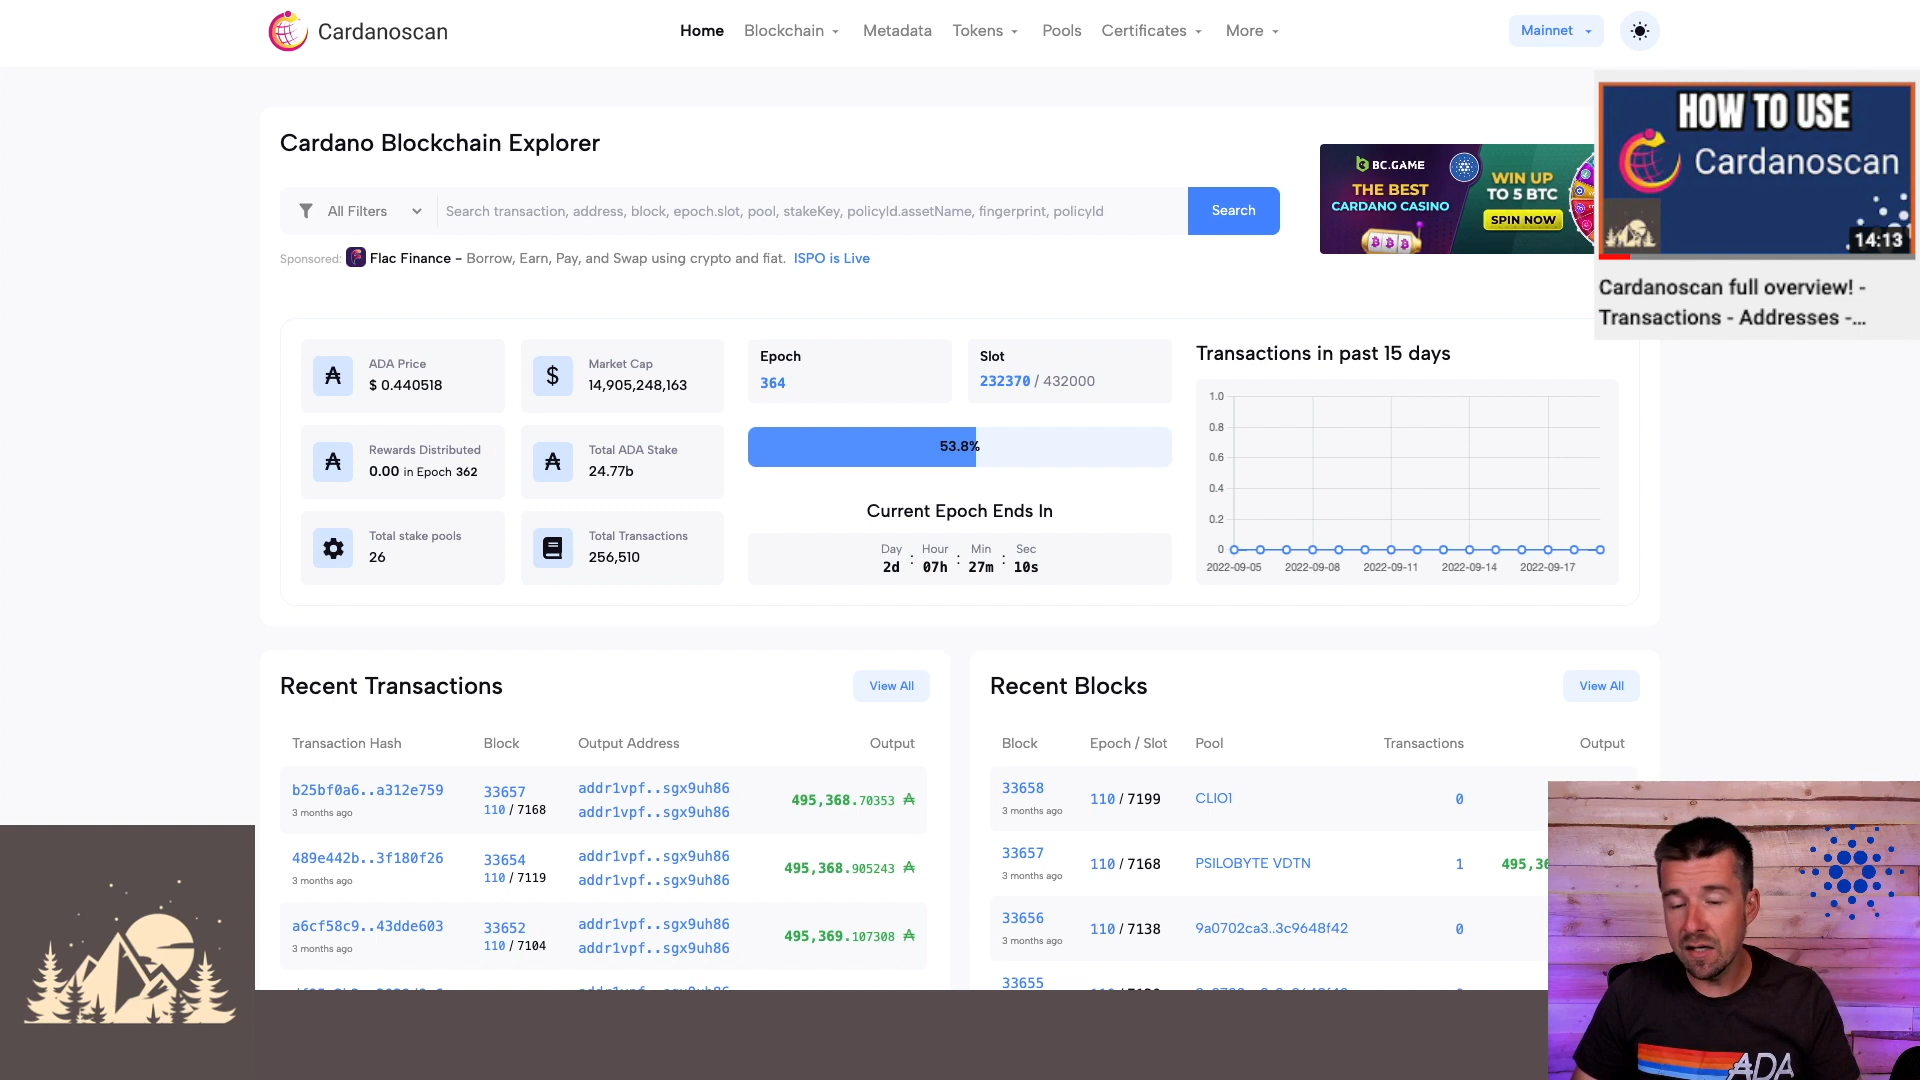 Cardanoscan
Home Blockchain Metadata Tokens Pools Certificates More
Mainnet
Cardano Blockchain Explorer
All Filters
Search transaction, address, block, epoch.slot, pool, stakeKey, policyId.assetName, fingerprint, policyId
Search
Sponsored: Flac Finance – Borrow, Earn, Pay, and Swap using crypto and fiat. ISPO is Live
BC.GAME
THE BEST
CARDANO CASINO
WIN UP
TO 5 BTC
SPIN NOW
HOW TO USE
Cardanoscan
14:13
Cardanoscan full overview! -
Transactions - Addresses -...
ADA Price
$ 0.440518
Market Cap
14,905,248,163
Rewards Distributed
0.00 in Epoch 362
Total ADA Stake
24.77b
Total stake pools
26
Total Transactions
256,510
Epoch
364
Slot
232370 / 432000
53.8%
Current Epoch Ends In
Day : Hour : Min : Sec
2d 07h 27m 10s
Transactions in past 15 days
1.0
0.8
0.6
0.4
0.2
0
2022-09-05 2022-09-08 2022-09-11 2022-09-14 2022-09-17
Recent Transactions
View All
Transaction Hash Block Output Address Output
b25bf0a6..a312e759 33657 addr1vpf..sgx9uh86 495,368.70353 ₳
3 months ago 110 / 7168 addr1vpf..sgx9uh86
489e442b..3f180f26 33654 addr1vpf..sgx9uh86 495,368.905243 ₳
3 months ago 110 / 7119 addr1vpf..sgx9uh86
a6cf58c9..43dde603 33652 addr1vpf..sgx9uh86 495,369.107308 ₳
3 months ago 110 / 7104 addr1vpf..sgx9uh86
Recent Blocks
View All
Block Epoch / Slot Pool Transactions Output
33658 110 / 7199 CLIO1 0
3 months ago
33657 110 / 7168 PSILOBYTE VDTN 1 495,36
3 months ago
33656 110 / 7138 9a0702ca3..3c9648f42 0
3 months ago
33655
ADA